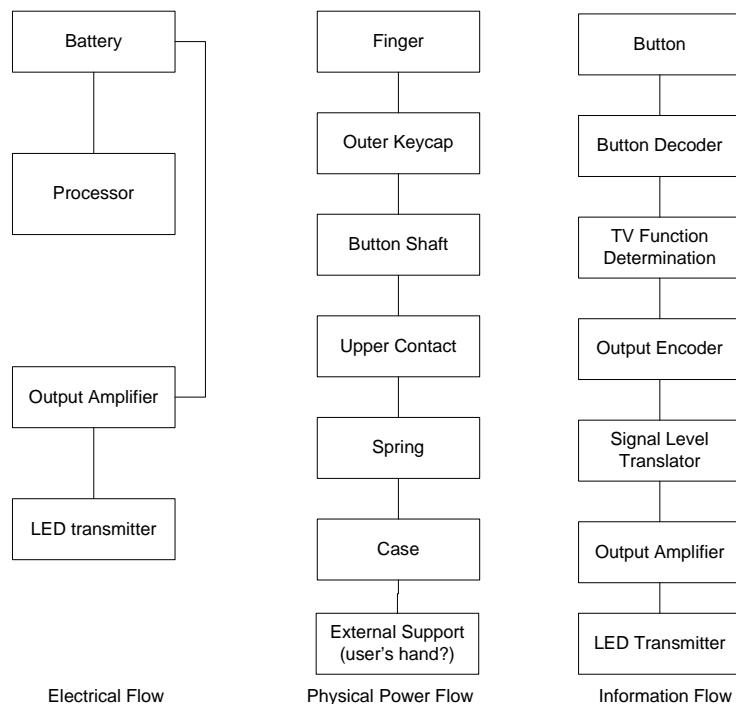 Battery
Processor
Output Amplifier
LED transmitter
Electrical Flow
Finger
Outer Keycap
Button Shaft
Upper Contact
Spring
Case
External Support
(user's hand?)
Physical Power Flow
Button
Button Decoder
TV Function
Determination
Output Encoder
Signal Level
Translator
Output Amplifier
LED Transmitter
Information Flow